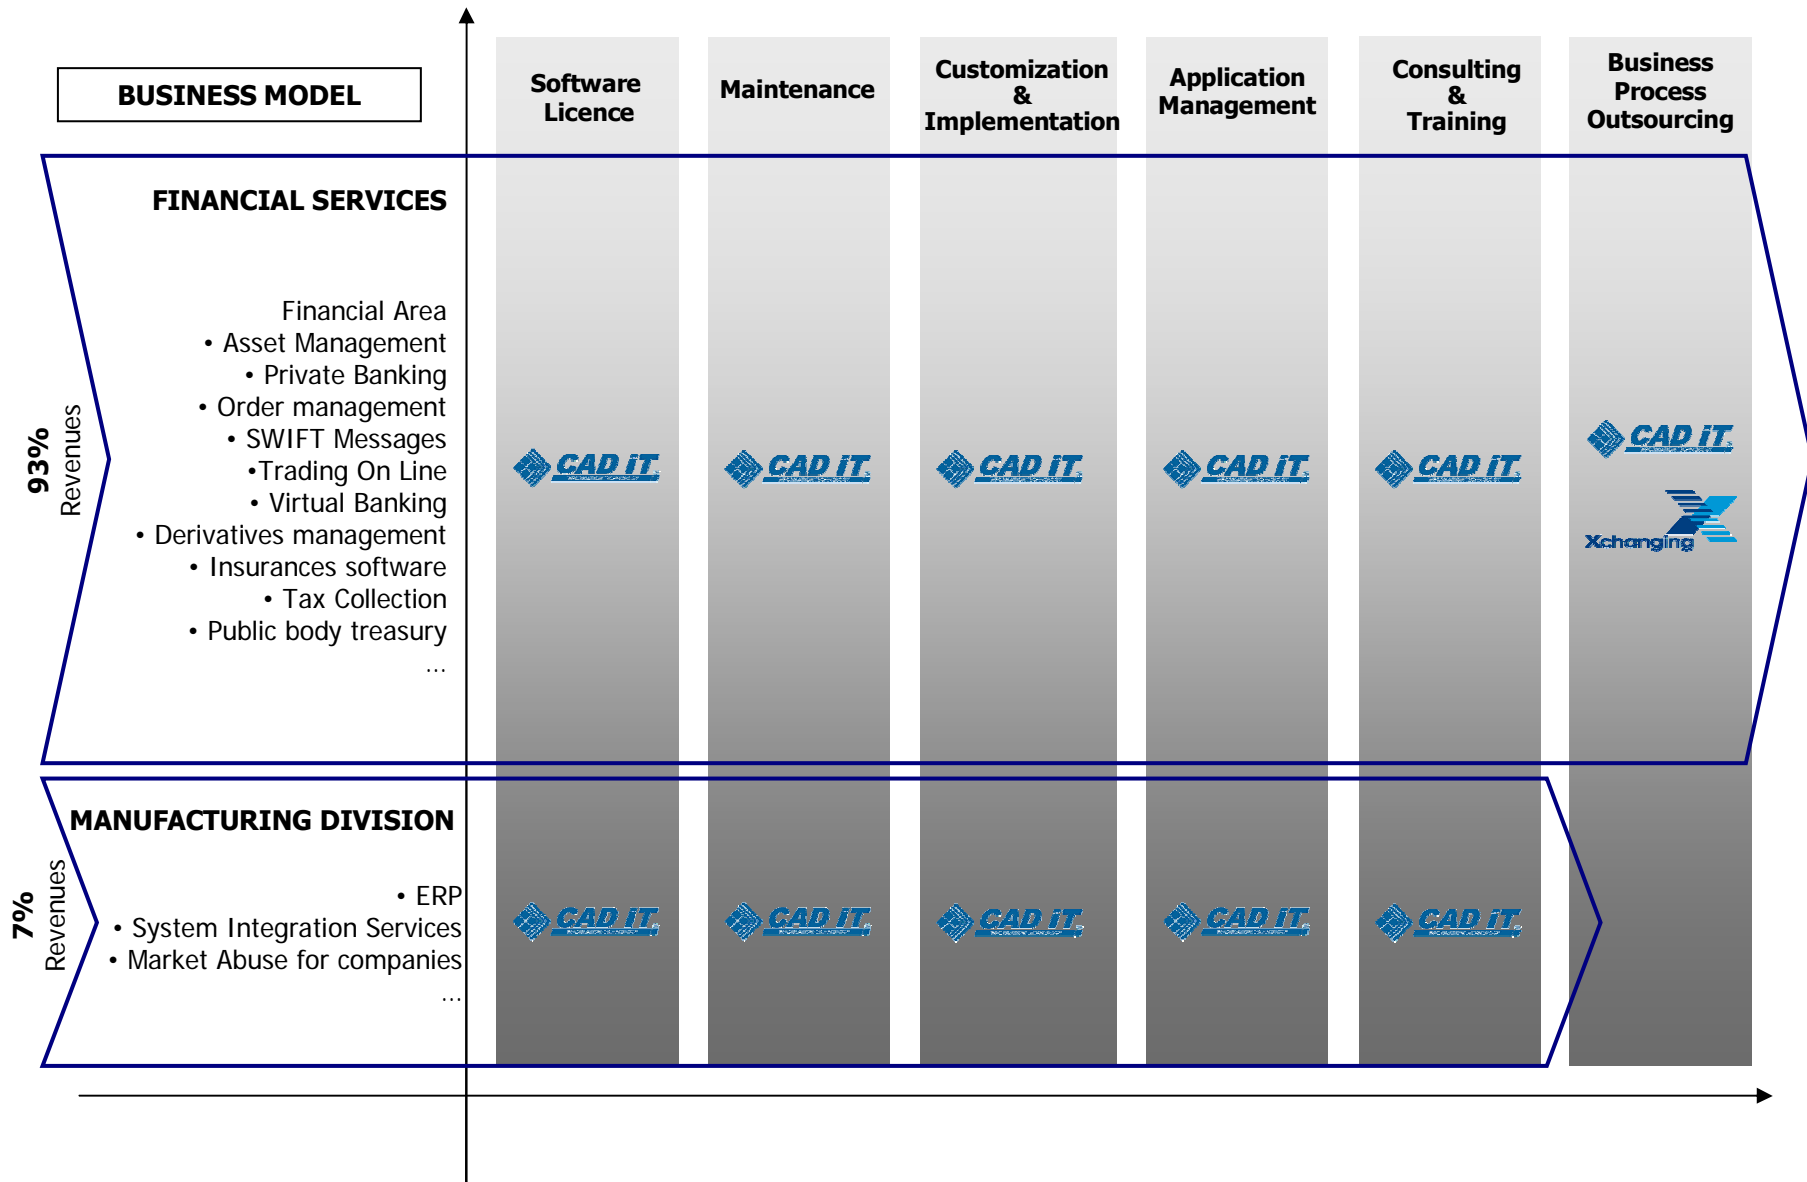 BUSINESS MODEL
Software
Licence
Maintenance
Customization
&
Implementation
Application
Management
Consulting
&
Training
Business
Process
Outsourcing
FINANCIAL SERVICES
93%
Revenues
Financial Area
• Asset Management
• Private Banking
• Order management
• SWIFT Messages
•Trading On Line
• Virtual Banking
• Derivatives management
• Insurances software
• Tax Collection
• Public body treasury
...
CAD iT
CAD iT
CAD iT
CAD iT
CAD iT
CAD iT
Xchanging
MANUFACTURING DIVISION
7%
Revenues
• ERP
• System Integration Services
• Market Abuse for companies
...
CAD iT
CAD iT
CAD iT
CAD iT
CAD iT